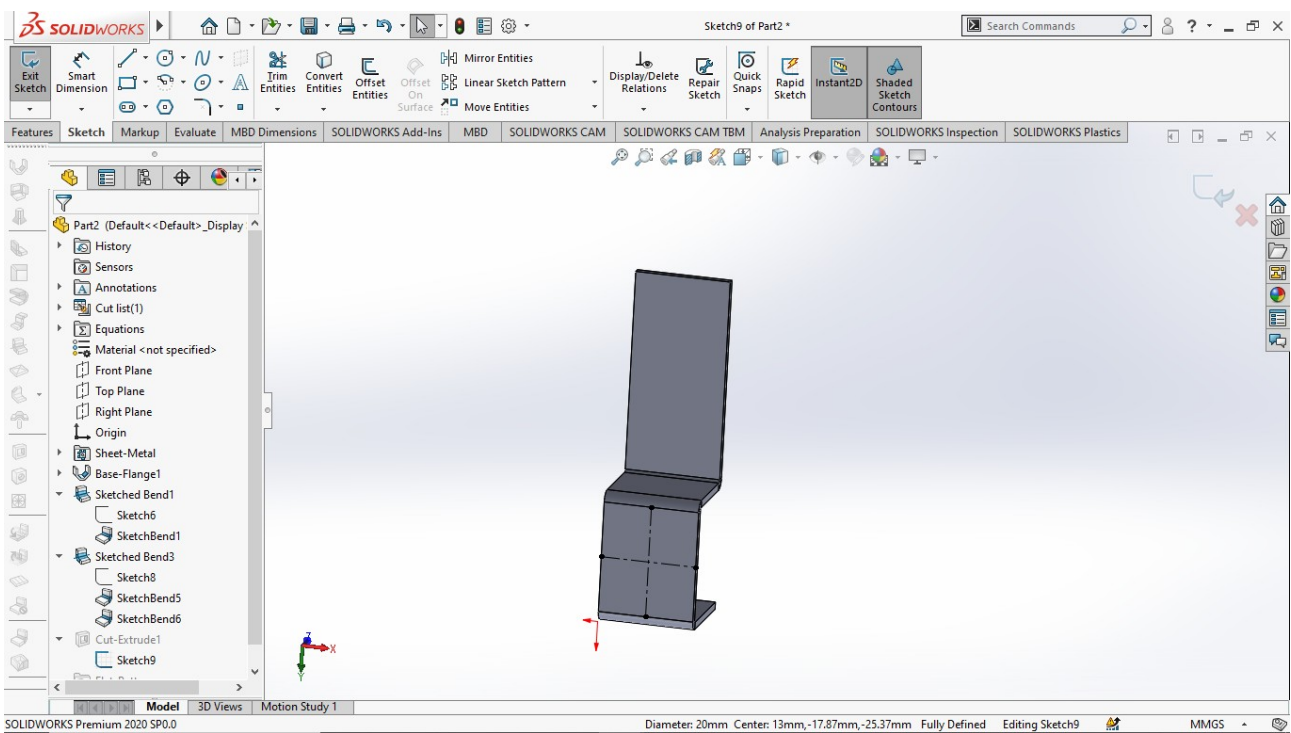 SOLIDWORKS
Sketch9 of Part2 *
Search Commands
?
Exit Sketch
Smart Dimension
Trim Entities
Convert Entities
Offset Entities
Offset On Surface
Mirror Entities
Linear Sketch Pattern
Move Entities
Display/Delete Relations
Repair Sketch
Quick Snaps
Rapid Sketch
Instant2D
Shaded Sketch Contours
Features Sketch Markup Evaluate MBD Dimensions SOLIDWORKS Add-Ins MBD SOLIDWORKS CAM SOLIDWORKS CAM TBM Analysis Preparation SOLIDWORKS Inspection SOLIDWORKS Plastics
Part2 (Default<<Default>_Display
History
Sensors
Annotations
Cut list(1)
Equations
Material <not specified>
Front Plane
Top Plane
Right Plane
Origin
Sheet-Metal
Base-Flange1
Sketched Bend1
Sketch6
SketchBend1
Sketched Bend3
Sketch8
SketchBend5
SketchBend6
Cut-Extrude1
Sketch9
Z
X
Y
Model 3D Views Motion Study 1
SOLIDWORKS Premium 2020 SP0.0
Diameter: 20mm Center: 13mm,-17.87mm,-25.37mm Fully Defined Editing Sketch9 MMGS